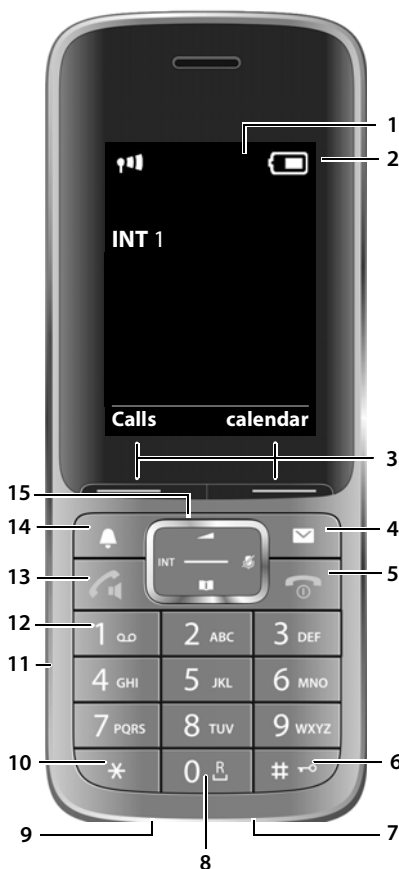 1
2
INT 1
Calls calendar
3
15
14
4
INT
13
5
12
1 2 ABC 3 DEF
11
4 GHI 5 JKL 6 MNO
7 PQRS 8 TUV 9 WXYZ
10
* 0 R #
6
9
8
7